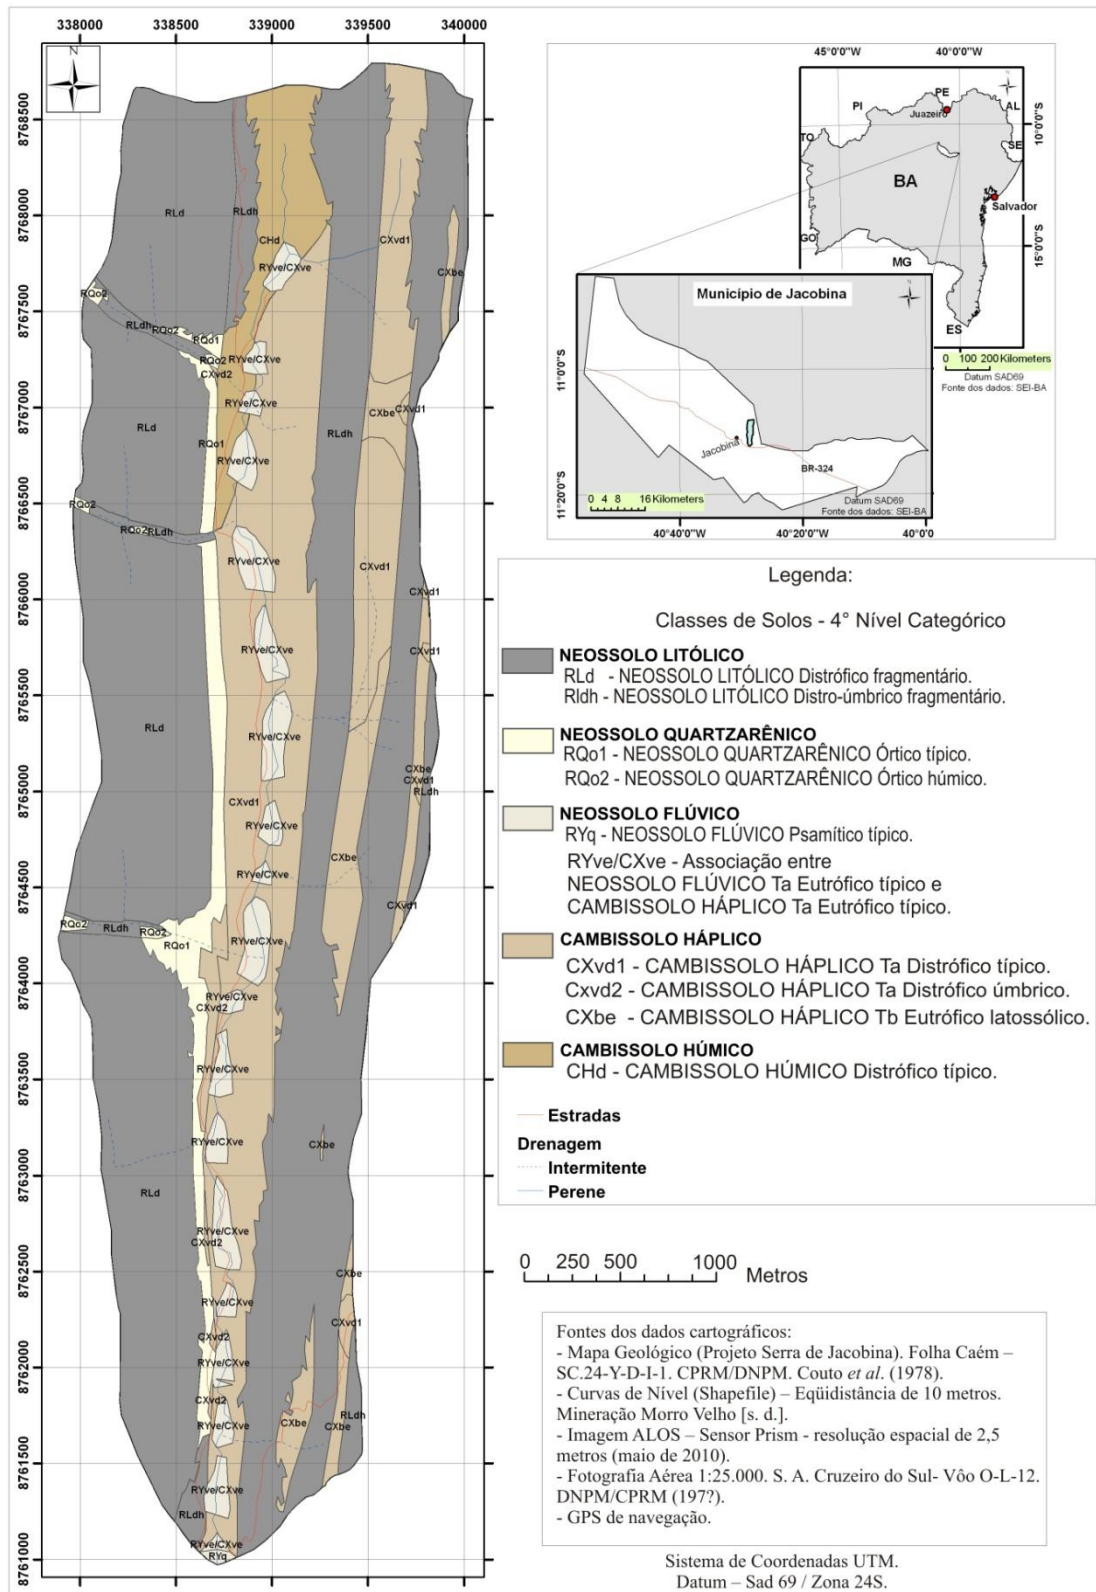 338000 338500 339000 339500 340000
N
8768500
8768000
8767500
8767000
8766500
8766000
8765500
8765000
8764500
8764000
8763500
8763000
8762500
8762000
8761500
8761000
RLd
RLdh
CHd
CXvd1
RYve/CXve
CXbe
RQo2
RLdh
RQo2
RQo1
RQo2
CXvd2
RYve/CXve
RYve/CXve
CXbe
CXvd1
RLd
RQo1
RLdh
RYve/CXve
RQo2
RQo2
RLdh
RYve/CXve
CXvd1
CXvd1
RYve/CXve
CXvd1
RLd
RYve/CXve
CXbe
CXvd1
RLdh
CXvd1
RYve/CXve
CXbe
RYve/CXve
CXvd1
RQo2
RLdh
RQo2
RQo1
RYve/CXve
RYve/CXve
CXvd2
RYve/CXve
RYve/CXve
CXbe
RLd
RYve/CXve
CXvd2
CXbe
RYve/CXve
CXvd1
CXvd2
RYve/CXve
CXvd2
RYve/CXve
CXbe
RLdh
CXbe
RYve/CXve
RLdh
RYve/CXve
RYq
45°0'0"W 40°0'0"W
PI
PE
Juazeiro
AL
TO
SE
BA
Salvador
GO
MG
ES
10°0'0"S
15°0'0"S
0 100 200 Kilometers
Datum SAD69
Fonte dos dados: SEI-BA
Município de Jacobina
11°0'0"S
11°20'0"S
Jacobina
BR-324
0 4 8 16 Kilometers
Datum SAD69
Fonte dos dados: SEI-BA
40°40'0"W 40°20'0"W 40°0'0"W
Legenda:
Classes de Solos - 4° Nível Categórico
NEOSSOLO LITÓLICO
RLd - NEOSSOLO LITÓLICO Distrófico fragmentário.
Rldh - NEOSSOLO LITÓLICO Distro-úmbrico fragmentário.
NEOSSOLO QUARTZARÊNICO
RQo1 - NEOSSOLO QUARTZARÊNICO Órtico típico.
RQo2 - NEOSSOLO QUARTZARÊNICO Órtico húmico.
NEOSSOLO FLÚVICO
RYq - NEOSSOLO FLÚVICO Psamítico típico.
RYve/CXve - Associação entre
NEOSSOLO FLÚVICO Ta Eutrófico típico e
CAMBISSOLO HÁPLICO Ta Eutrófico típico.
CAMBISSOLO HÁPLICO
CXvd1 - CAMBISSOLO HÁPLICO Ta Distrófico típico.
Cxvd2 - CAMBISSOLO HÁPLICO Ta Distrófico úmbrico.
CXbe - CAMBISSOLO HÁPLICO Tb Eutrófico latossólico.
CAMBISSOLO HÚMICO
CHd - CAMBISSOLO HÚMICO Distrófico típico.
Estradas
Drenagem
Intermitente
Perene
0 250 500 1000 Metros
Fontes dos dados cartográficos:
- Mapa Geológico (Projeto Serra de Jacobina). Folha Caém –
SC.24-Y-D-I-1. CPRM/DNPM. Couto et al. (1978).
- Curvas de Nível (Shapefile) – Eqüidistância de 10 metros.
Mineração Morro Velho [s. d.].
- Imagem ALOS – Sensor Prism - resolução espacial de 2,5
metros (maio de 2010).
- Fotografia Aérea 1:25.000. S. A. Cruzeiro do Sul- Vôo O-L-12.
DNPM/CPRM (197?).
- GPS de navegação.
Sistema de Coordenadas UTM.
Datum – Sad 69 / Zona 24S.